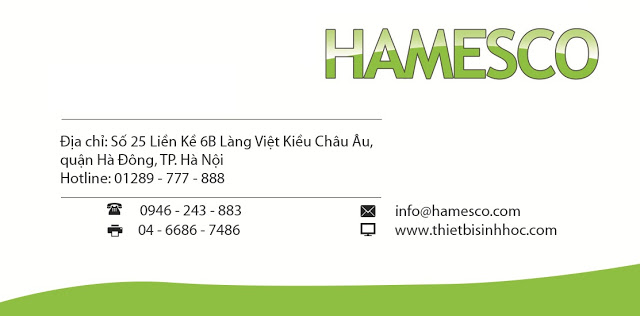 HAMESCO
Địa chỉ: Số 25 Liền Kề 6B Làng Việt Kiều Châu Âu,
quận Hà Đông, TP. Hà Nội
Hotline: 01289 - 777 - 888
0946 - 243 - 883
04 - 6686 - 7486
info@hamesco.com
www.thietbisinhhoc.com